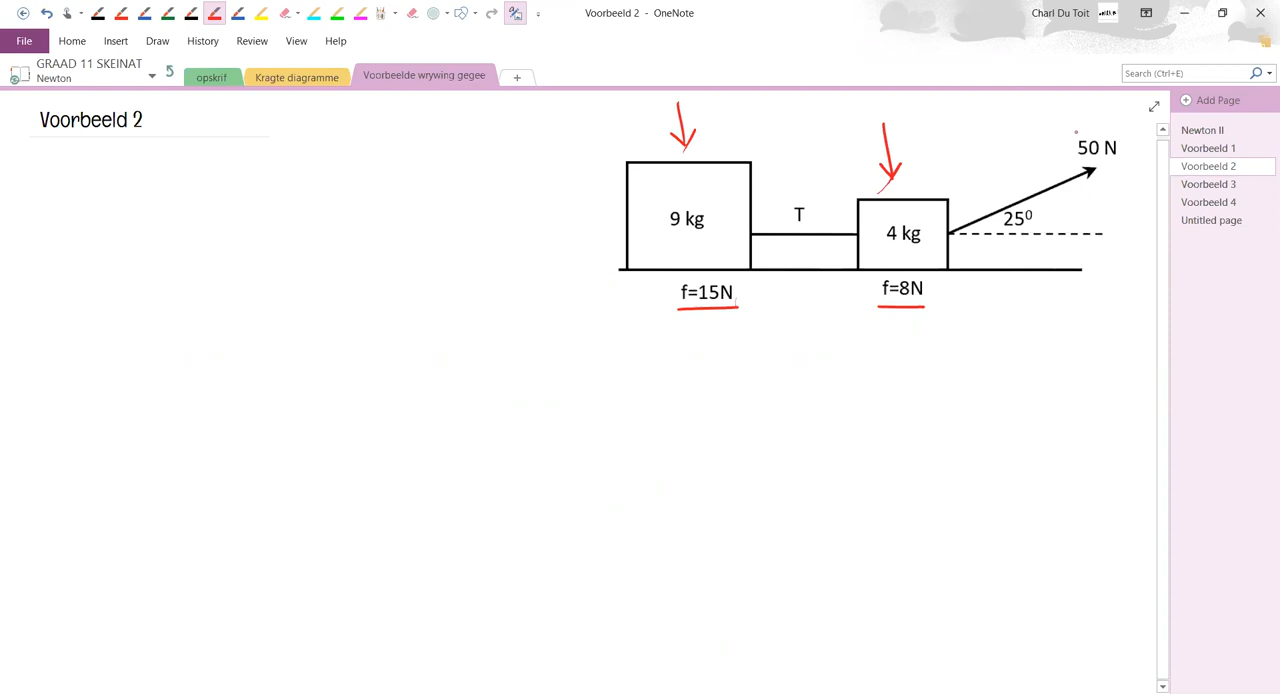 Voorbeeld 2 - OneNote
Charl Du Toit
File Home Insert Draw History Review View Help
GRAAD 11 SKEINAT
Newton
opskrif
Kragte diagramme
Voorbeelde wrywing gegee
Search (Ctrl+E)
Add Page
Newton II
Voorbeeld 1
Voorbeeld 2
Voorbeeld 3
Voorbeeld 4
Untitled page
Voorbeeld 2
50 N
25⁰
T
9 kg
4 kg
f=15N
f=8N